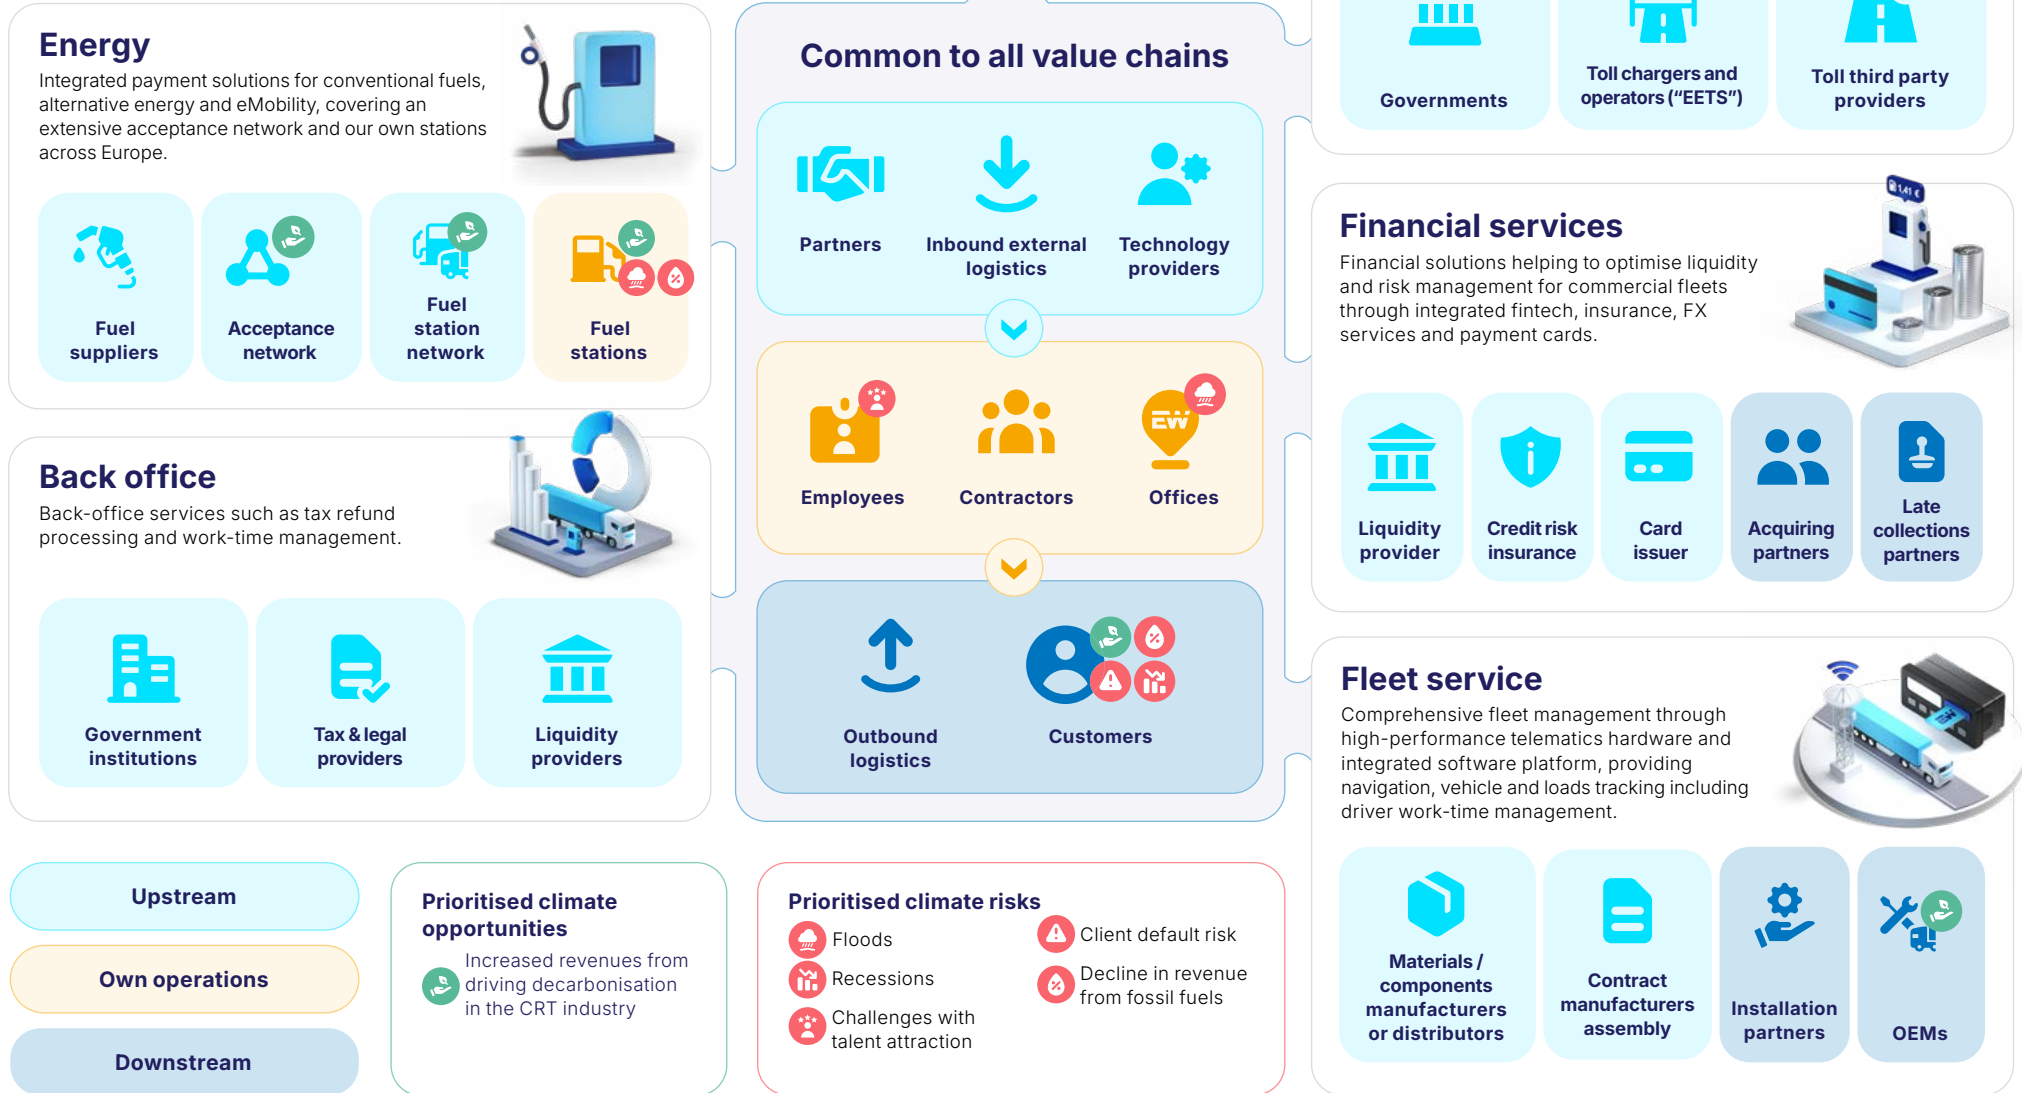 Energy
Integrated payment solutions for conventional fuels,
alternative energy and eMobility, covering an
extensive acceptance network and our own stations
across Europe.
Fuel
suppliers
Acceptance
network
Fuel
station
network
Fuel
stations
Back office
Back-office services such as tax refund
processing and work-time management.
Government
institutions
Tax & legal
providers
Liquidity
providers
Common to all value chains
Partners
Inbound external
logistics
Technology
providers
Employees
Contractors
EW
Offices
Outbound
logistics
Customers
Governments
Toll chargers and
operators (“EETS”)
Toll third party
providers
Financial services
Financial solutions helping to optimise liquidity
and risk management for commercial fleets
through integrated fintech, insurance, FX
services and payment cards.
1,41 €
Liquidity
provider
Credit risk
insurance
Card
issuer
Acquiring
partners
Late
collections
partners
Fleet service
Comprehensive fleet management through
high-performance telematics hardware and
integrated software platform, providing
navigation, vehicle and loads tracking including
driver work-time management.
Materials /
components
manufacturers
or distributors
Contract
manufacturers
assembly
Installation
partners
OEMs
Upstream
Own operations
Downstream
Prioritised climate
opportunities
Increased revenues from
driving decarbonisation
in the CRT industry
Prioritised climate risks
Floods
Recessions
Challenges with
talent attraction
Client default risk
Decline in revenue
from fossil fuels